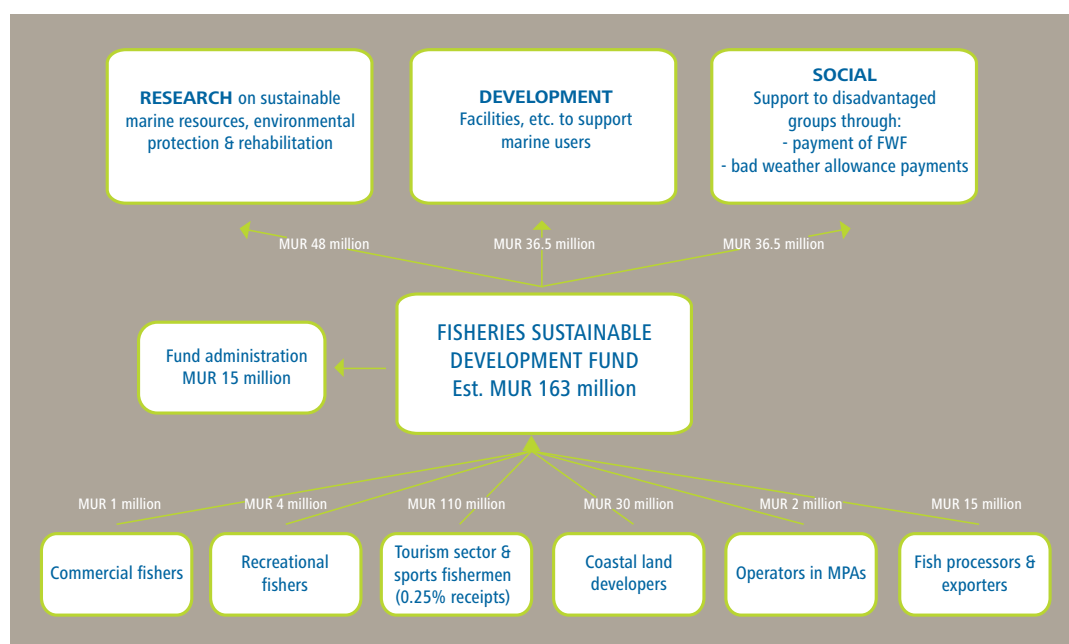 RESEARCH on sustainable
marine resources, environmental
protection & rehabilitation
DEVELOPMENT
Facilities, etc. to support
marine users
SOCIAL
Support to disadvantaged
groups through:
- payment of FWF
- bad weather allowance payments
MUR 48 million
MUR 36.5 million
MUR 36.5 million
Fund administration
MUR 15 million
FISHERIES SUSTAINABLE
DEVELOPMENT FUND
Est. MUR 163 million
MUR 1 million
MUR 4 million
MUR 110 million
MUR 30 million
MUR 2 million
MUR 15 million
Commercial fishers
Recreational
fishers
Tourism sector &
sports fishermen
(0.25% receipts)
Coastal land
developers
Operators in MPAs
Fish processors &
exporters